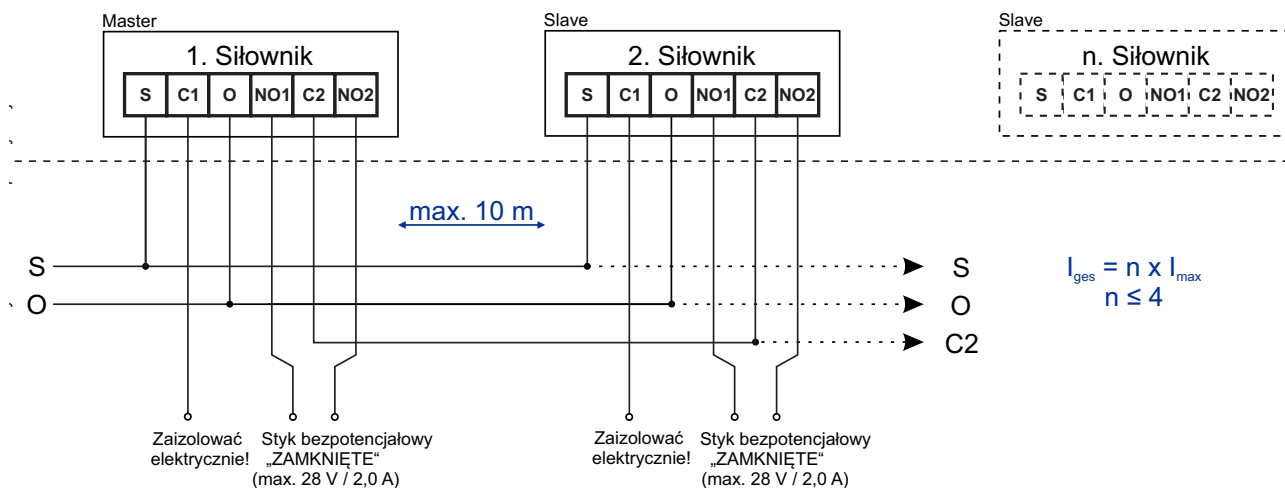 Master
Slave
Slave
1. Siłownik
2. Siłownik
n. Siłownik
S C1 O NO1 C2 NO2
S C1 O NO1 C2 NO2
S C1 O NO1 C2 NO2
max. 10 m
S
S
O
O
C2
Iges = n x Imax
n ≤ 4
Zaizolować
elektrycznie!
Styk bezpotencjałowy
„ZAMKNIĘTE“
(max. 28 V / 2,0 A)
Zaizolować
elektrycznie!
Styk bezpotencjałowy
„ZAMKNIĘTE“
(max. 28 V / 2,0 A)